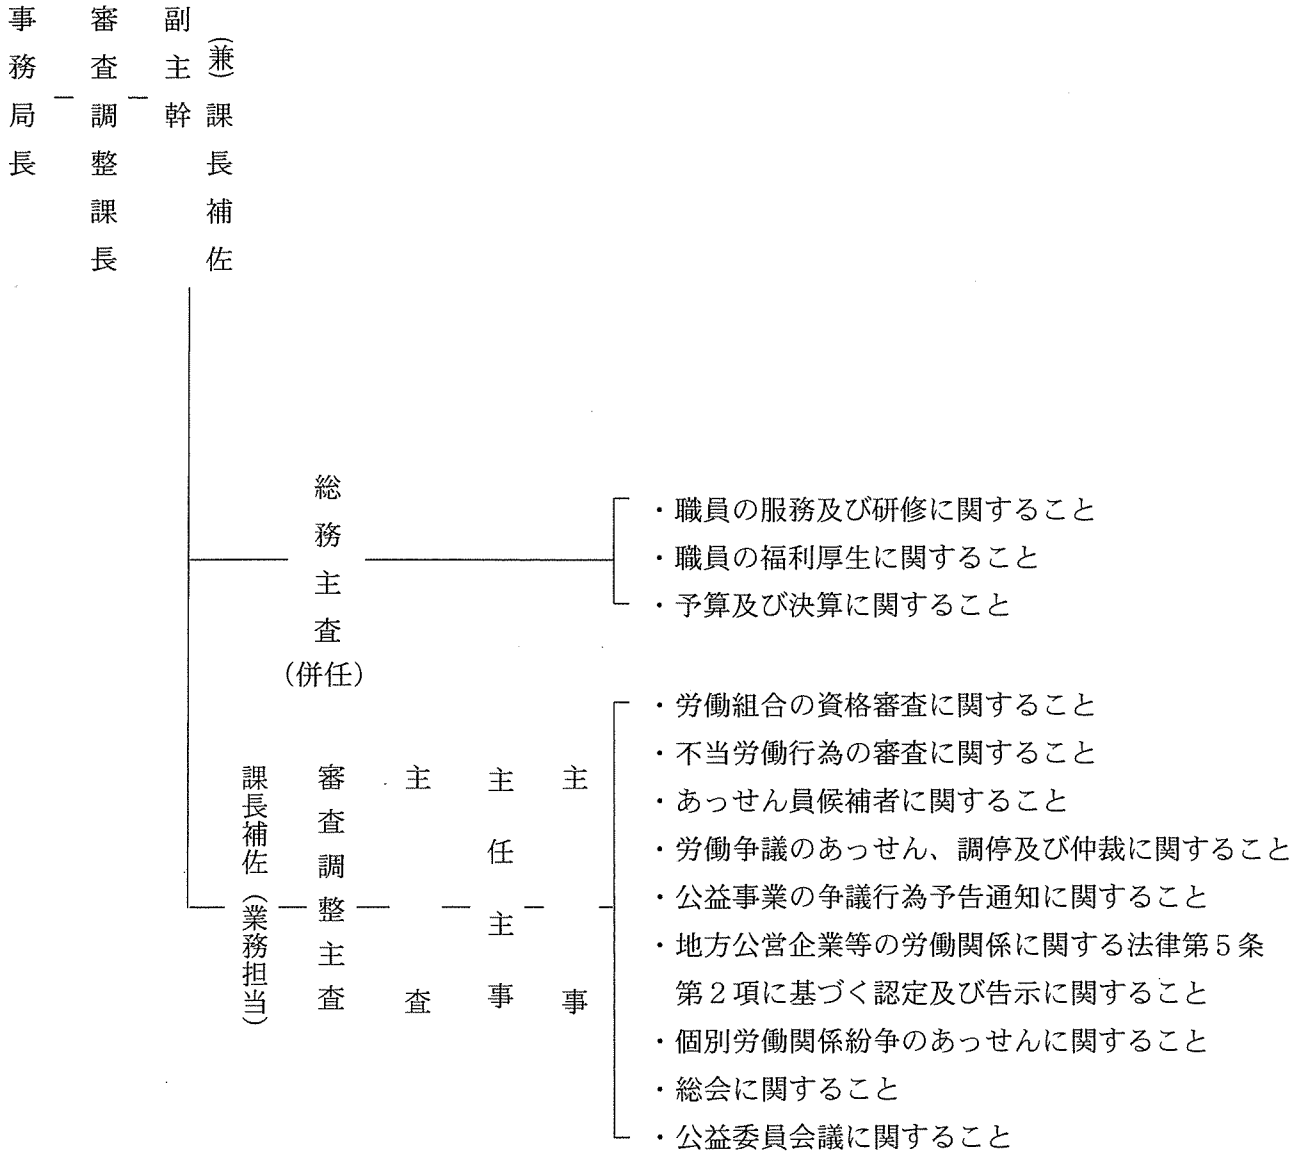 事務局長
審査調整課長
副主幹
（兼）課長補佐
総務主査
（併任）
・職員の服務及び研修に関すること
・職員の福利厚生に関すること
・予算及び決算に関すること
課長補佐（業務担当）
審査調整主査
主査
主任主事
主事
・労働組合の資格審査に関すること
・不当労働行為の審査に関すること
・あっせん員候補者に関すること
・労働争議のあっせん、調停及び仲裁に関すること
・公益事業の争議行為予告通知に関すること
・地方公営企業等の労働関係に関する法律第５条
第２項に基づく認定及び告示に関すること
・個別労働関係紛争のあっせんに関すること
・総会に関すること
・公益委員会議に関すること